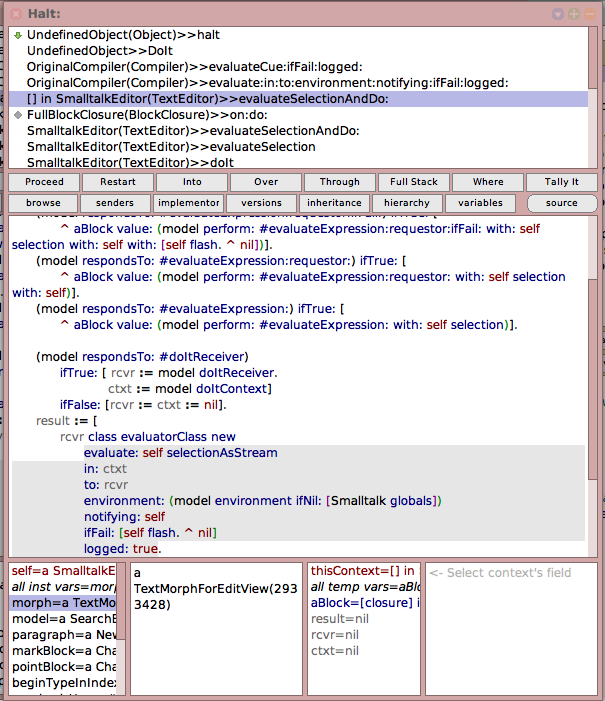 Halt:
UndefinedObject(Object)>>halt
UndefinedObject>>DoIt
OriginalCompiler(Compiler)>>evaluateCue:ifFail:logged:
OriginalCompiler(Compiler)>>evaluate:in:to:environment:notifying:ifFail:logged:
[] in SmalltalkEditor(TextEditor)>>evaluateSelectionAndDo:
FullBlockClosure(BlockClosure)>>on:do:
SmalltalkEditor(TextEditor)>>evaluateSelectionAndDo:
SmalltalkEditor(TextEditor)>>evaluateSelection
SmalltalkEditor(TextEditor)>>doIt
Proceed Restart Into Over Through Full Stack Where Tally It
browse senders implementor versions inheritance hierarchy variables source
^ aBlock value: (model perform: #evaluateExpression:requestor:ifFail: with: self
selection with: self with: [self flash. ^ nil])].
(model respondsTo: #evaluateExpression:requestor:) ifTrue: [
^ aBlock value: (model perform: #evaluateExpression:requestor: with: self selection
with: self)].
(model respondsTo: #evaluateExpression:) ifTrue: [
^ aBlock value: (model perform: #evaluateExpression: with: self selection)].
(model respondsTo: #doItReceiver)
ifTrue: [ rcvr := model doItReceiver.
ctxt := model doItContext]
ifFalse: [rcvr := ctxt := nil].
result := [
rcvr class evaluatorClass new
evaluate: self selectionAsStream
in: ctxt
to: rcvr
environment: (model environment ifNil: [Smalltalk globals])
notifying: self
ifFail: [self flash. ^ nil]
logged: true.
self=a SmalltalkE
all inst vars=morp
morph=a TextMo
model=a SearchB
paragraph=a Nev
markBlock=a Cha
pointBlock=a Cha
beginTypeInIndex
a
TextMorphForEditView(293
3428)
thisContext=[] in S
all temp vars=aBlo
aBlock=[closure] i
result=nil
rcvr=nil
ctxt=nil
<- Select context's field